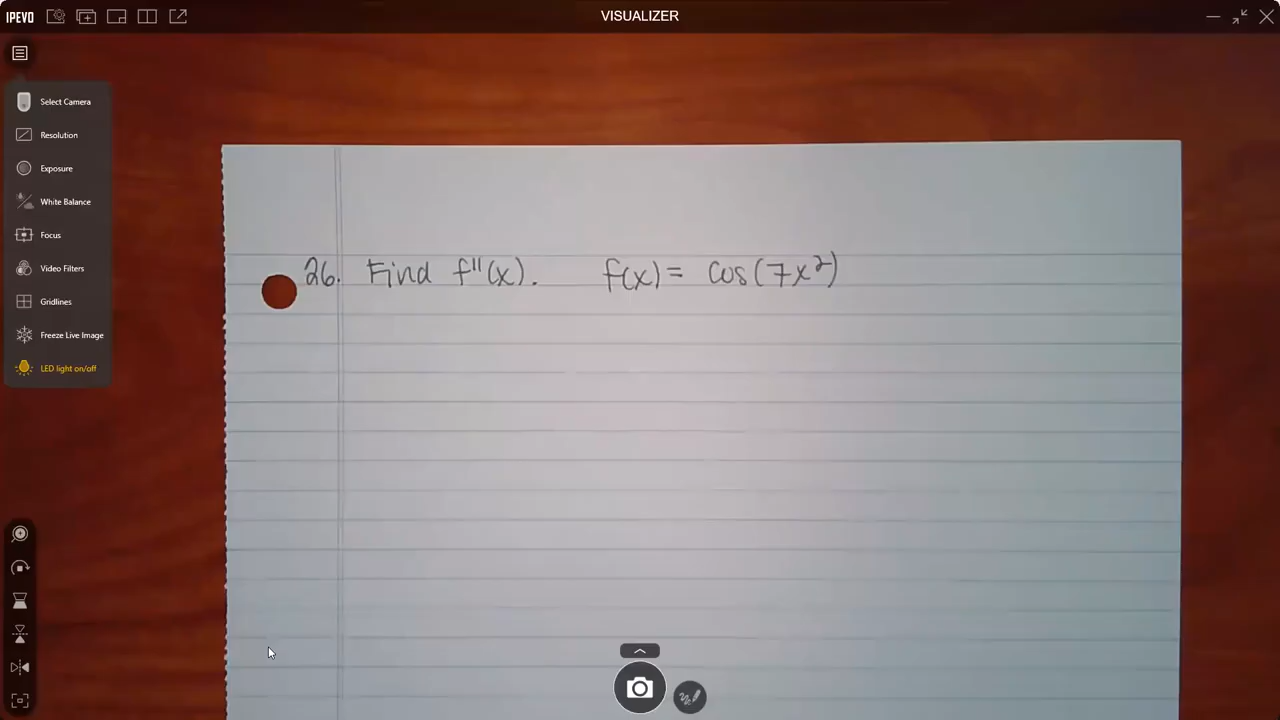 IPEVO
VISUALIZER
Select Camera
Resolution
Exposure
White Balance
Focus
Video Filters
Gridlines
Freeze Live Image
LED light on/off
26. Find f''(x). f(x) = cos(7x²)